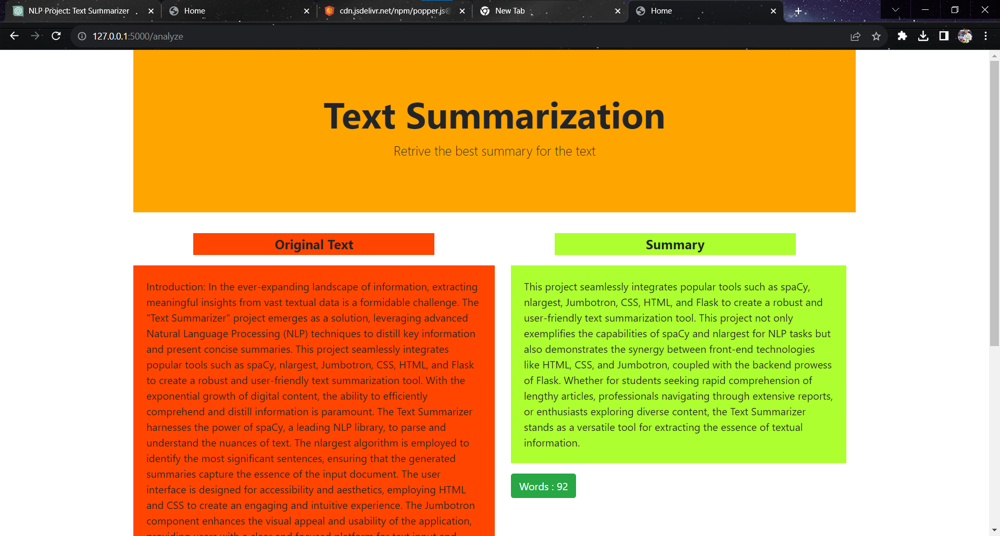 NLP Project: Text Summarizer
Home
cdn.jsdelivr.net/npm/popper.js@
New Tab
Home
127.0.0.1:5000/analyze
Text Summarization
Retrive the best summary for the text
Original Text
Introduction: In the ever-expanding landscape of information, extracting
meaningful insights from vast textual data is a formidable challenge. The
"Text Summarizer" project emerges as a solution, leveraging advanced
Natural Language Processing (NLP) techniques to distill key information
and present concise summaries. This project seamlessly integrates
popular tools such as spaCy, nlargest, Jumbotron, CSS, HTML, and Flask
to create a robust and user-friendly text summarization tool. With the
exponential growth of digital content, the ability to efficiently
comprehend and distill information is paramount. The Text Summarizer
harnesses the power of spaCy, a leading NLP library, to parse and
understand the nuances of text. The nlargest algorithm is employed to
identify the most significant sentences, ensuring that the generated
summaries capture the essence of the input document. The user
interface is designed for accessibility and aesthetics, employing HTML
and CSS to create an engaging and intuitive experience. The Jumbotron
component enhances the visual appeal and usability of the application,
providing users with a clear and focused platform for text input and
Summary
This project seamlessly integrates popular tools such as spaCy,
nlargest, Jumbotron, CSS, HTML, and Flask to create a robust and
user-friendly text summarization tool. This project not only
exemplifies the capabilities of spaCy and nlargest for NLP tasks but
also demonstrates the synergy between front-end technologies
like HTML, CSS, and Jumbotron, coupled with the backend prowess
of Flask. Whether for students seeking rapid comprehension of
lengthy articles, professionals navigating through extensive reports,
or enthusiasts exploring diverse content, the Text Summarizer
stands as a versatile tool for extracting the essence of textual
information.
Words : 92